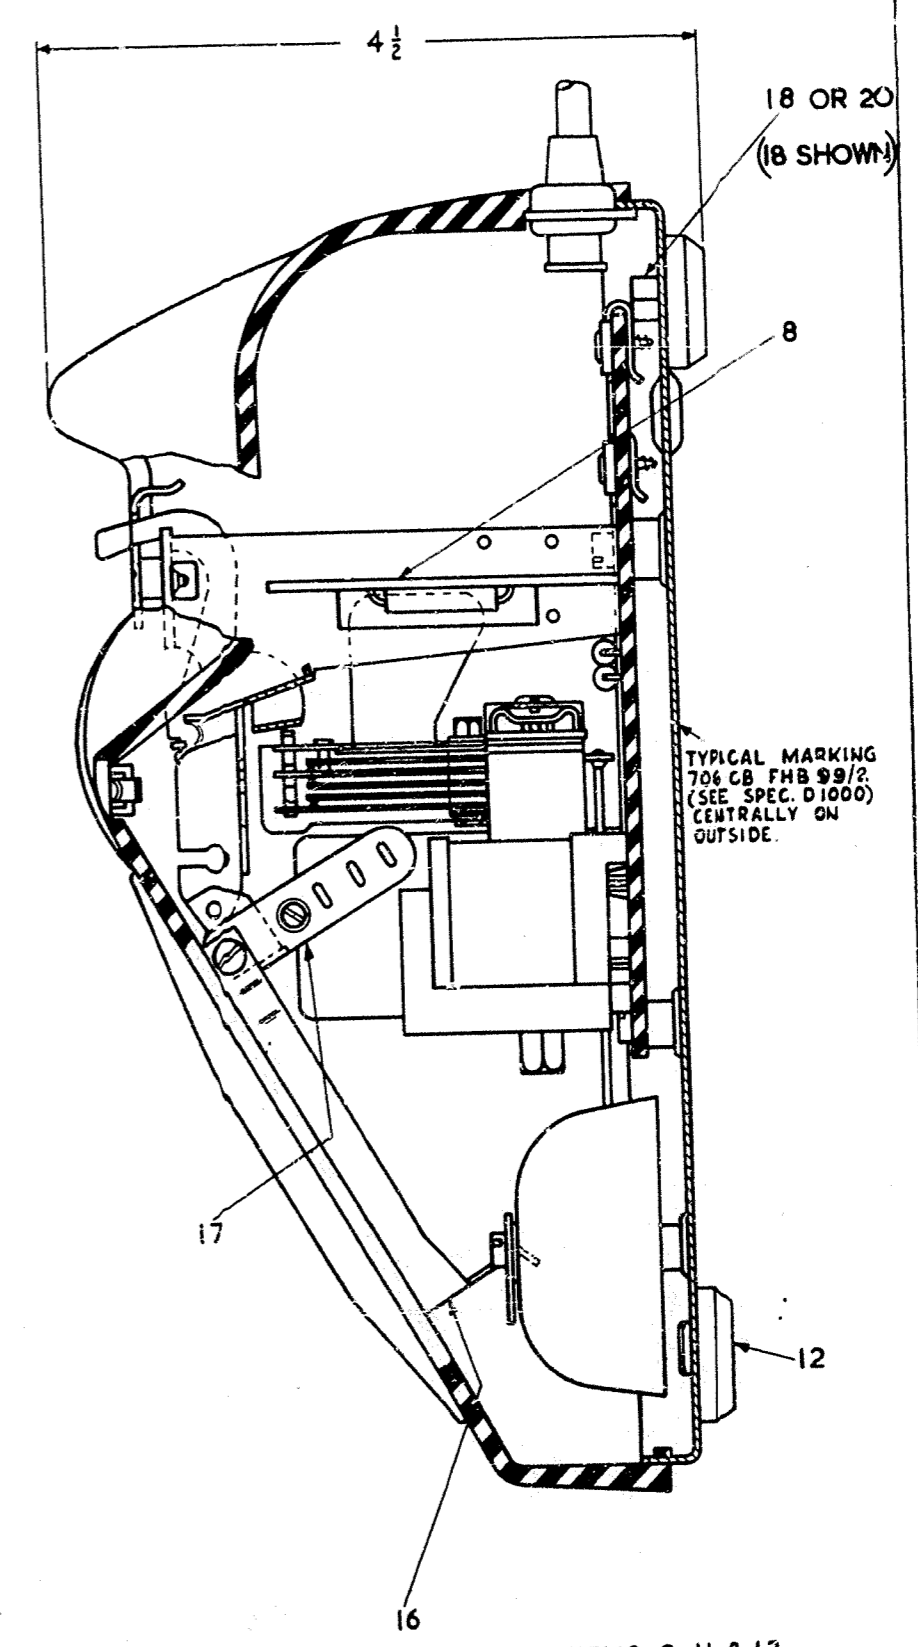 4 1/2
18 OR 20
(18 SHOWN)
8
TYPICAL MARKING
706 CB FHB 99/2.
(SEE SPEC. D1000)
CENTRALLY ON
OUTSIDE.
17
12
16